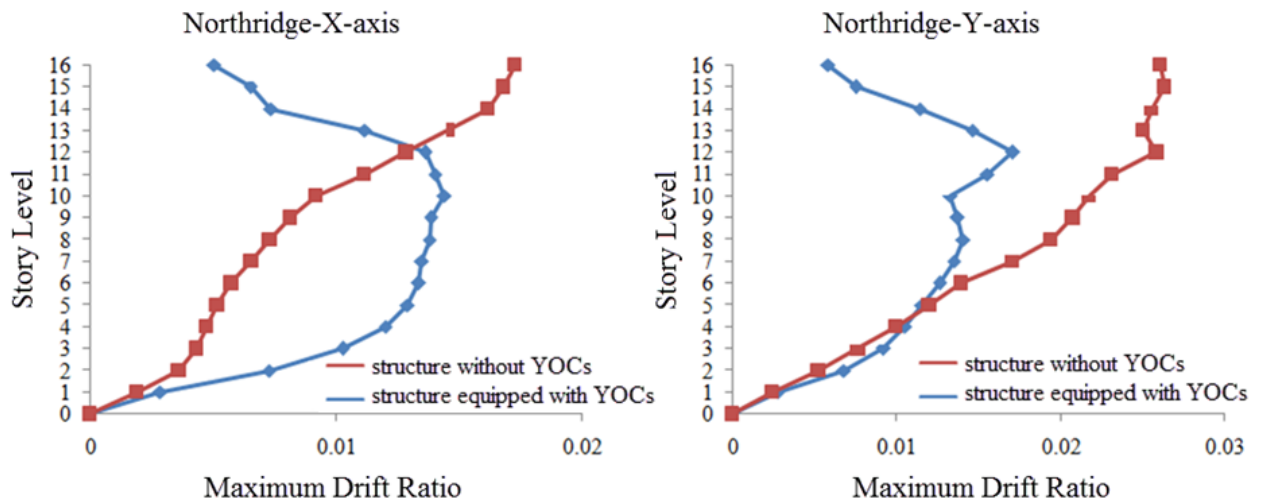 Northridge-X-axis
16
15
14
13
12
11
10
9
8
7
6
5
4
3
2
1
0
Story Level
structure without YOCs
structure equipped with YOCs
0 0.01 0.02
Maximum Drift Ratio
Northridge-Y-axis
16
15
14
13
12
11
10
9
8
7
6
5
4
3
2
1
0
Story Level
structure without YOCs
structure equipped with YOCs
0 0.01 0.02 0.03
Maximum Drift Ratio